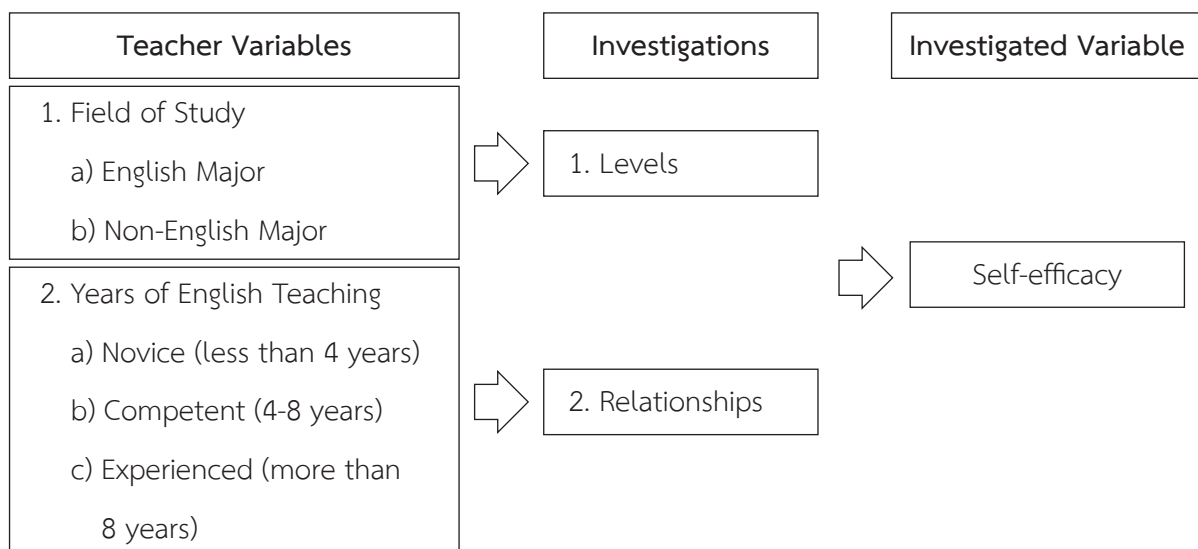 Teacher Variables
Investigations
Investigated Variable
1. Field of Study
a) English Major
b) Non-English Major
2. Years of English Teaching
a) Novice (less than 4 years)
b) Competent (4-8 years)
c) Experienced (more than
8 years)
1. Levels
2. Relationships
Self-efficacy